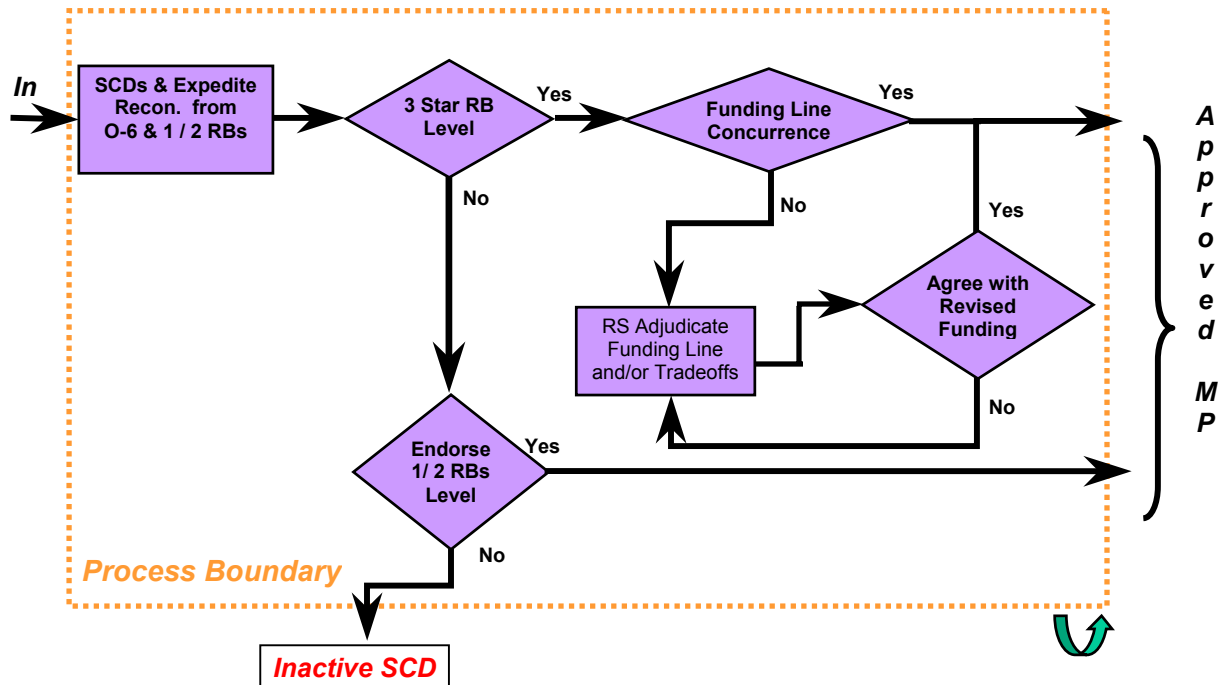 In
SCDs & Expedite
Recon. from
O-6 & 1 / 2 RBs
3 Star RB
Level
Yes
No
Funding Line
Concurrence
Yes
No
RS Adjudicate
Funding Line
and/or Tradeoffs
Agree with
Revised
Funding
Yes
No
Endorse
1/ 2 RBs
Level
Yes
No
Process Boundary
Inactive SCD
Approved MP